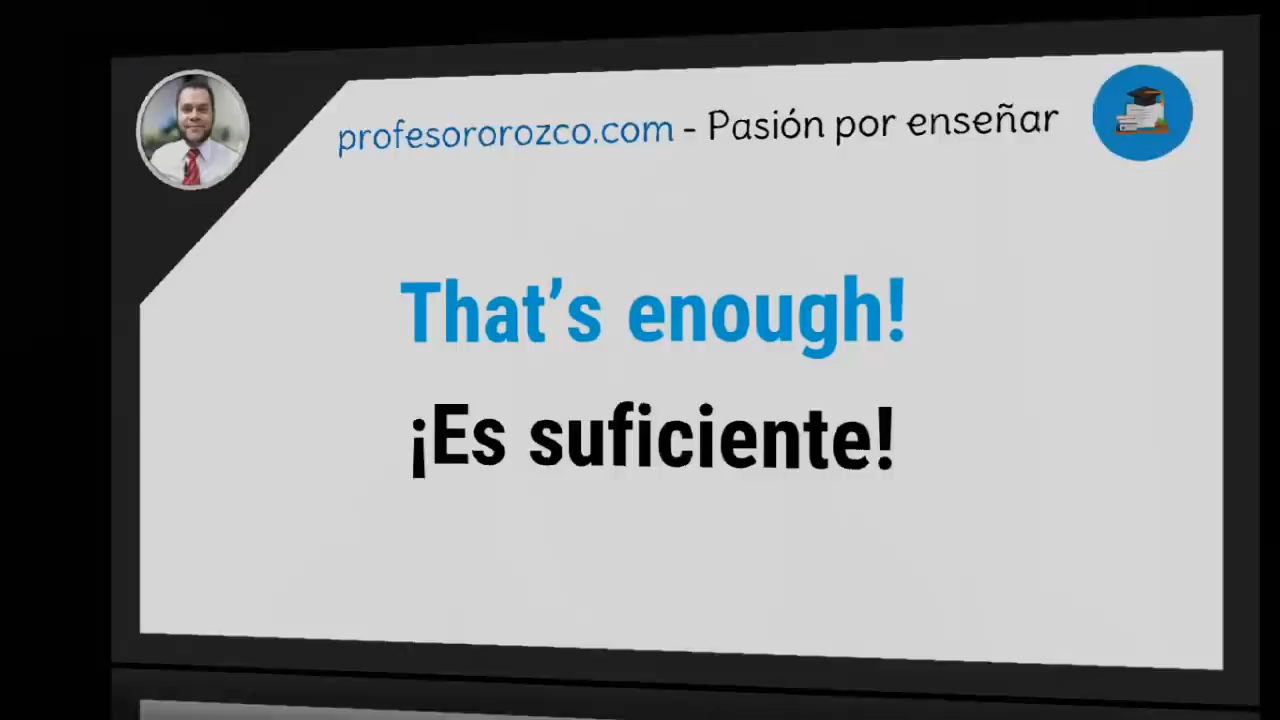 profesororozco.com - Pasión por enseñar
That’s enough!
¡Es suficiente!